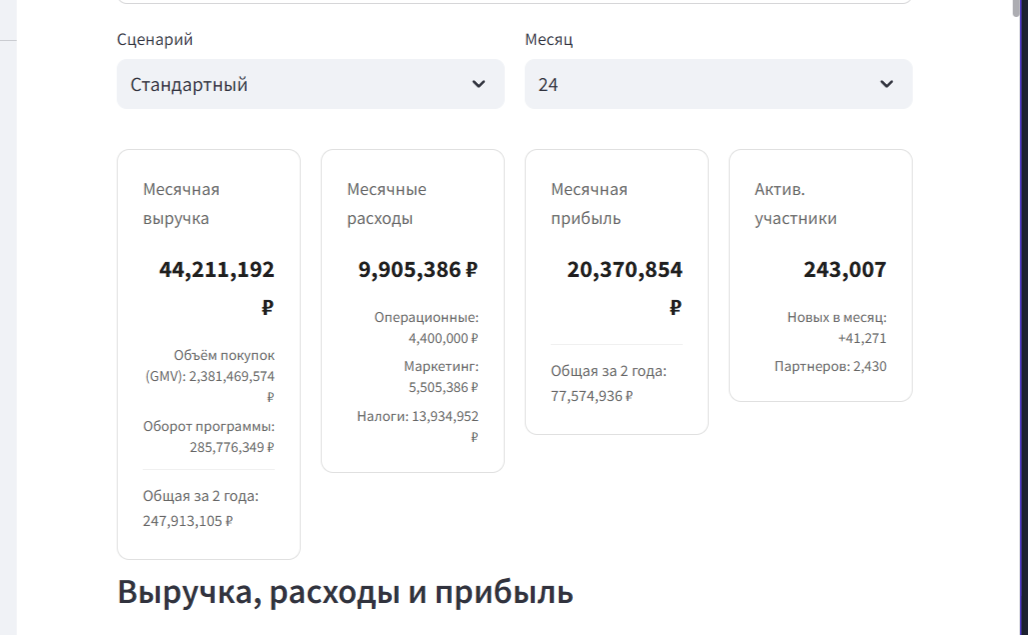 Сценарий
Стандартный
Месяц
24
Месячная
выручка
44,211,192
₽
Объём покупок
(GMV): 2,381,469,574
₽
Оборот программы:
285,776,349 ₽
Общая за 2 года:
247,913,105 ₽
Месячные
расходы
9,905,386 ₽
Операционные:
4,400,000 ₽
Маркетинг:
5,505,386 ₽
Налоги: 13,934,952
₽
Месячная
прибыль
20,370,854
₽
Общая за 2 года:
77,574,936 ₽
Актив.
участники
243,007
Новых в месяц:
+41,271
Партнеров: 2,430
Выручка, расходы и прибыль